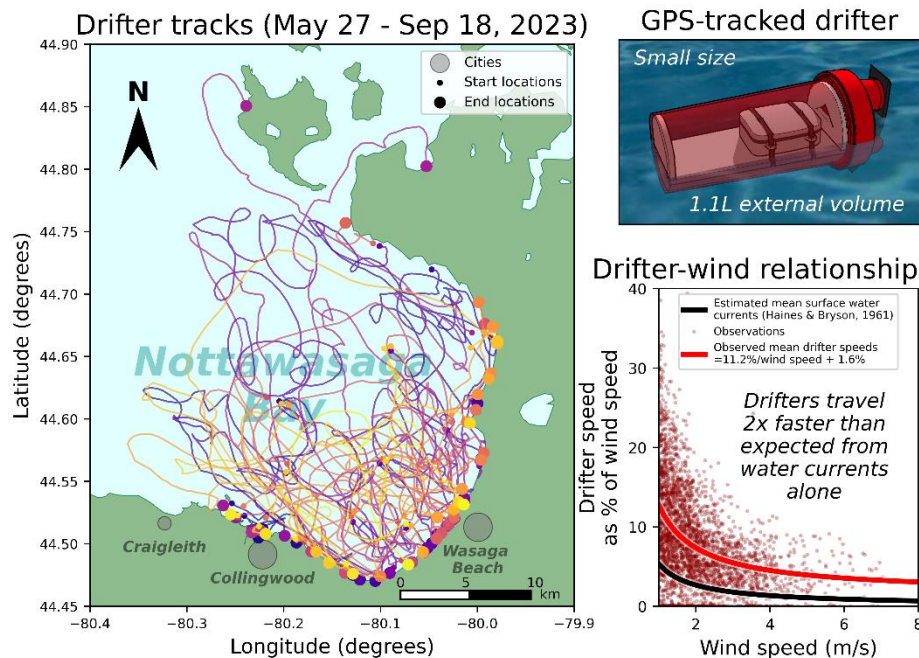 Drifter tracks (May 27 - Sep 18, 2023)
44.90
44.85
44.80
44.75
44.70
44.65
44.60
44.55
44.50
44.45
Latitude (degrees)
N
Cities
Start locations
End locations
Nottawasaga
Bay
Craigleith
Collingwood
Wasaga
Beach
0 5 10
km
−80.4 −80.3 −80.2 −80.1 −80.0 −79.9
Longitude (degrees)
GPS-tracked drifter
Small size
1.1L external volume
Drifter-wind relationship
40
30
20
10
0
Drifter speed
as % of wind speed
Estimated mean surface water
currents (Haines & Bryson, 1961)
Observations
Observed mean drifter speeds
=11.2%/wind speed + 1.6%
Drifters travel
2x faster than
expected from
water currents
alone
2 4 6 8
Wind speed (m/s)